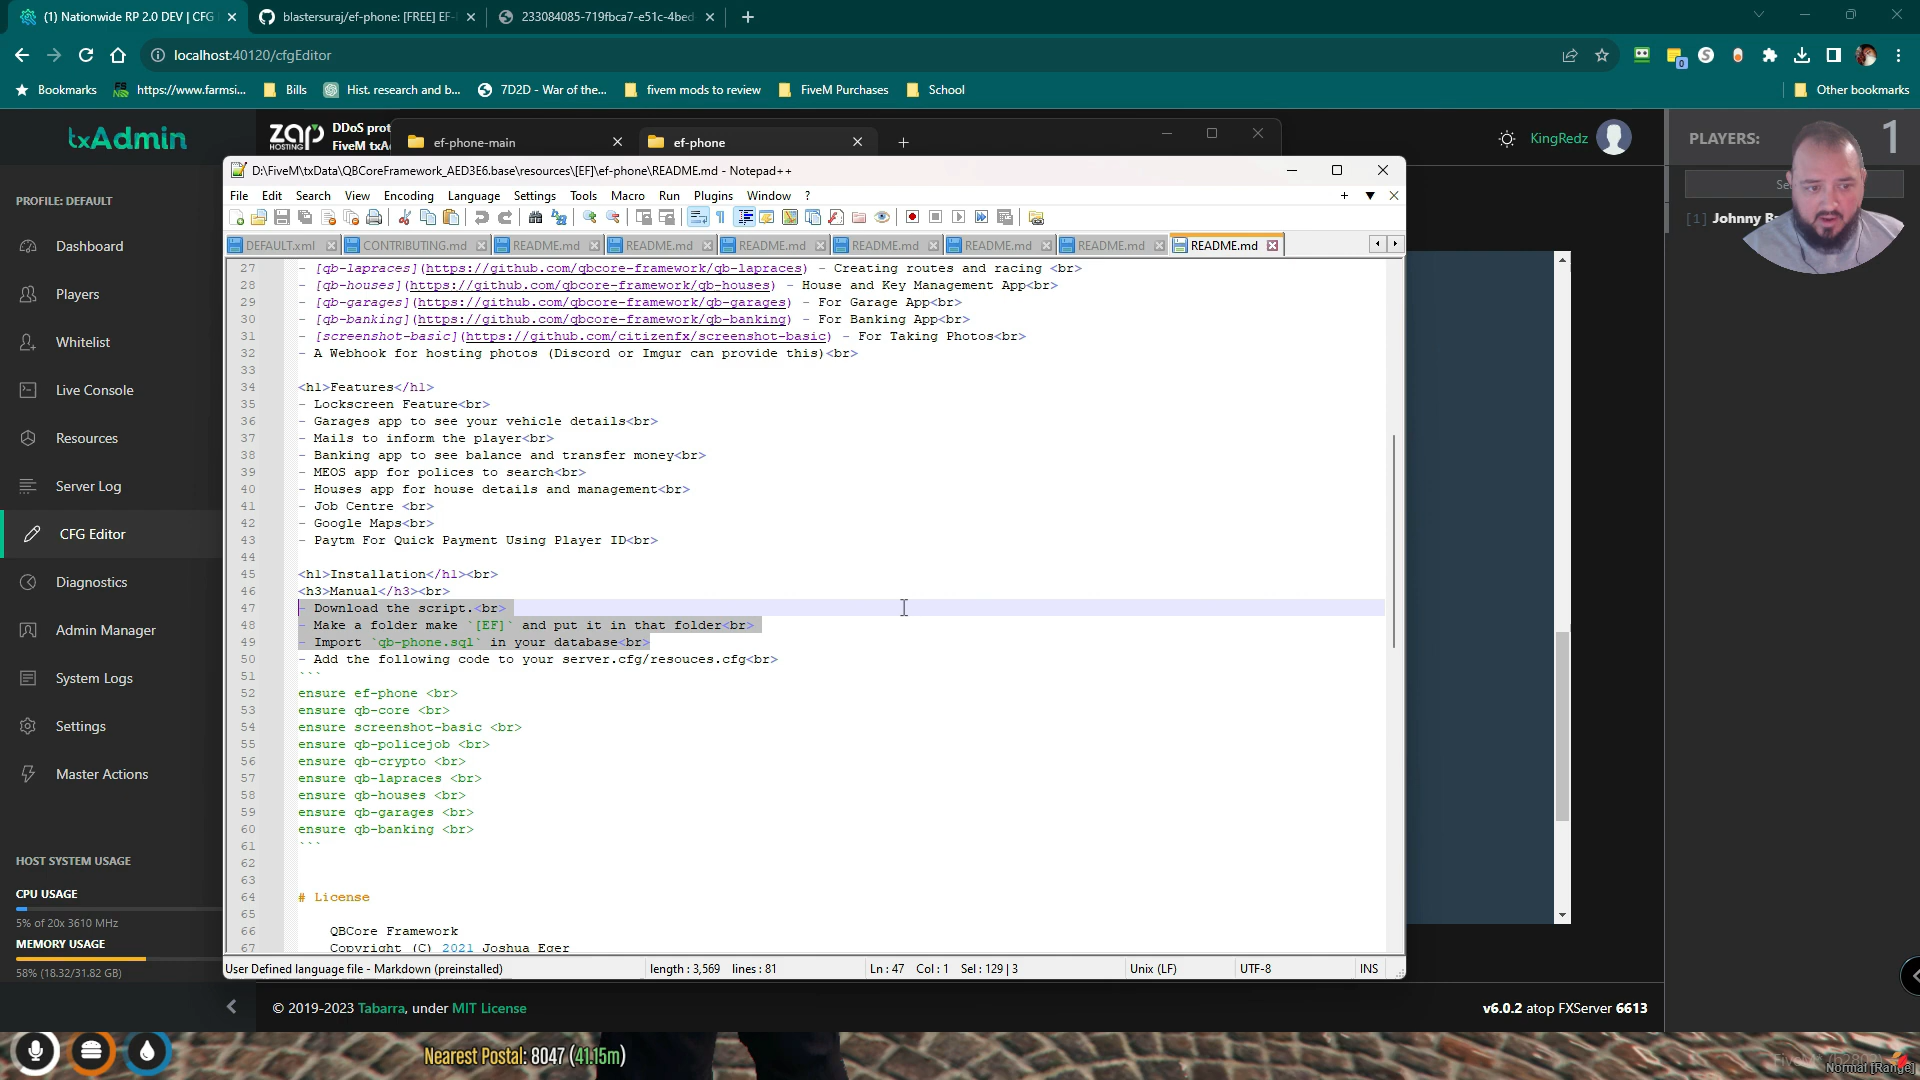 (1) Nationwide RP 2.0 DEV | CFG
blastersuraj/ef-phone: [FREE] EF-
233084085-719fbca7-e51c-4bed
localhost:40120/cfgEditor
Bookmarks
https://www.farmsi...
Bills
Hist. research and b...
7D2D - War of the...
fivem mods to review
FiveM Purchases
School
Other bookmarks
txAdmin
ZAP
HOSTING
DDoS prot
FiveM txA
ef-phone-main
ef-phone
KingRedz
PLAYERS:
1
[1] Johnny
PROFILE: DEFAULT
Dashboard
Players
Whitelist
Live Console
Resources
Server Log
CFG Editor
Diagnostics
Admin Manager
System Logs
Settings
Master Actions
HOST SYSTEM USAGE
CPU USAGE
5% of 20x 3610 MHz
MEMORY USAGE
58% (18.32/31.82 GB)
D:\FiveM\txData\QBCoreFramework_AED3E6.base\resources\[EF]\ef-phone\README.md - Notepad++
File Edit Search View Encoding Language Settings Tools Macro Run Plugins Window ?
DEFAULT.xml
CONTRIBUTING.md
README.md
README.md
README.md
README.md
README.md
README.md
README.md
27 - [qb-lapraces](https://github.com/qbcore-framework/qb-lapraces) - Creating routes and racing <br>
28 - [qb-houses](https://github.com/qbcore-framework/qb-houses) - House and Key Management App<br>
29 - [qb-garages](https://github.com/qbcore-framework/qb-garages) - For Garage App<br>
30 - [qb-banking](https://github.com/qbcore-framework/qb-banking) - For Banking App<br>
31 - [screenshot-basic](https://github.com/citizenfx/screenshot-basic) - For Taking Photos<br>
32 - A Webhook for hosting photos (Discord or Imgur can provide this)<br>
33
34 <h1>Features</h1>
35 - Lockscreen Feature<br>
36 - Garages app to see your vehicle details<br>
37 - Mails to inform the player<br>
38 - Banking app to see balance and transfer money<br>
39 - MEOS app for polices to search<br>
40 - Houses app for house details and management<br>
41 - Job Centre <br>
42 - Google Maps<br>
43 - Paytm For Quick Payment Using Player ID<br>
44
45 <h1>Installation</h1><br>
46 <h3>Manual</h3><br>
47 - Download the script.<br>
48 - Make a folder make `[EF]` and put it in that folder<br>
49 - Import `qb-phone.sql` in your database<br>
50 - Add the following code to your server.cfg/resouces.cfg<br>
51 ```
52 ensure ef-phone <br>
53 ensure qb-core <br>
54 ensure screenshot-basic <br>
55 ensure qb-policejob <br>
56 ensure qb-crypto <br>
57 ensure qb-lapraces <br>
58 ensure qb-houses <br>
59 ensure qb-garages <br>
60 ensure qb-banking <br>
61 ```
62
63
64 # License
65
66 QBCore Framework
67 Copyright (C) 2021 Joshua Eger
User Defined language file - Markdown (preinstalled)
length : 3,569 lines : 81
Ln : 47 Col : 1 Sel : 129 | 3
Unix (LF)
UTF-8
INS
© 2019-2023 Tabarra, under MIT License
v6.0.2 atop FXServer 6613
Nearest Postal: 8047 (41.15m)
Normal [Range]